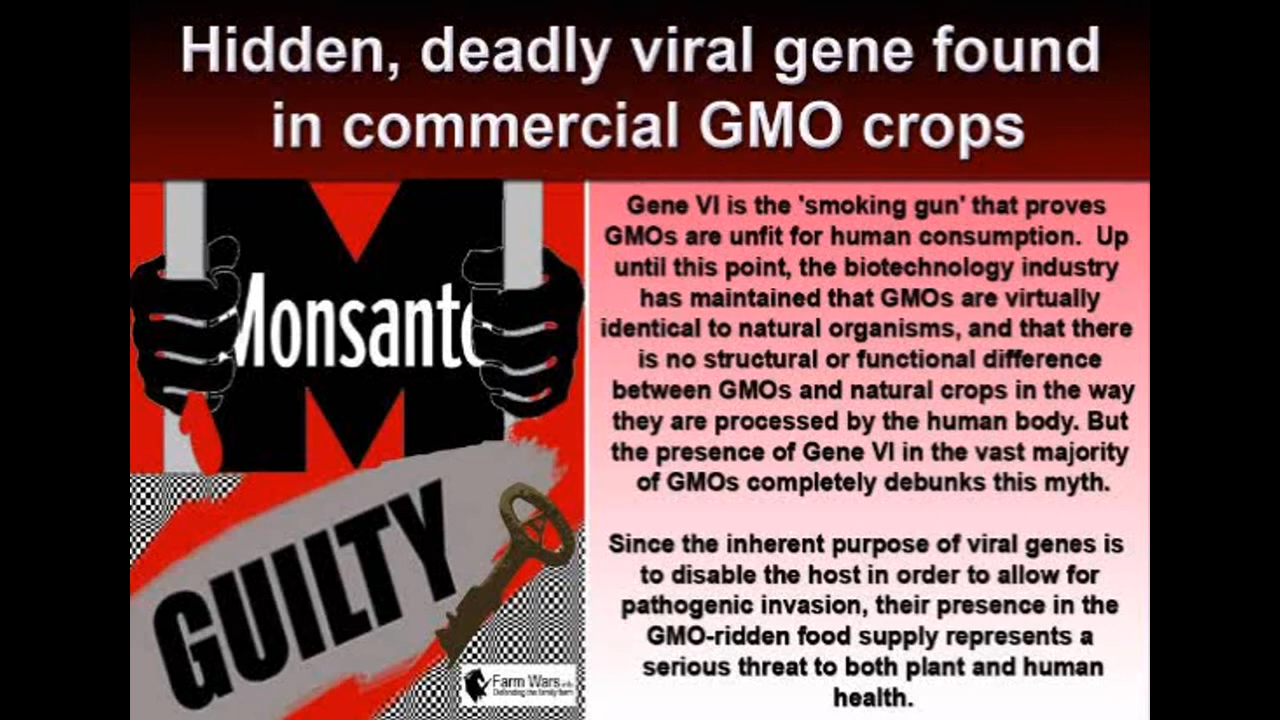 Hidden, deadly viral gene found
in commercial GMO crops
Monsanto
GUILTY
Farm Wars.info
Defending the family farm
Gene VI is the 'smoking gun' that proves
GMOs are unfit for human consumption. Up
until this point, the biotechnology industry
has maintained that GMOs are virtually
identical to natural organisms, and that there
is no structural or functional difference
between GMOs and natural crops in the way
they are processed by the human body. But
the presence of Gene VI in the vast majority
of GMOs completely debunks this myth.
Since the inherent purpose of viral genes is
to disable the host in order to allow for
pathogenic invasion, their presence in the
GMO-ridden food supply represents a
serious threat to both plant and human
health.